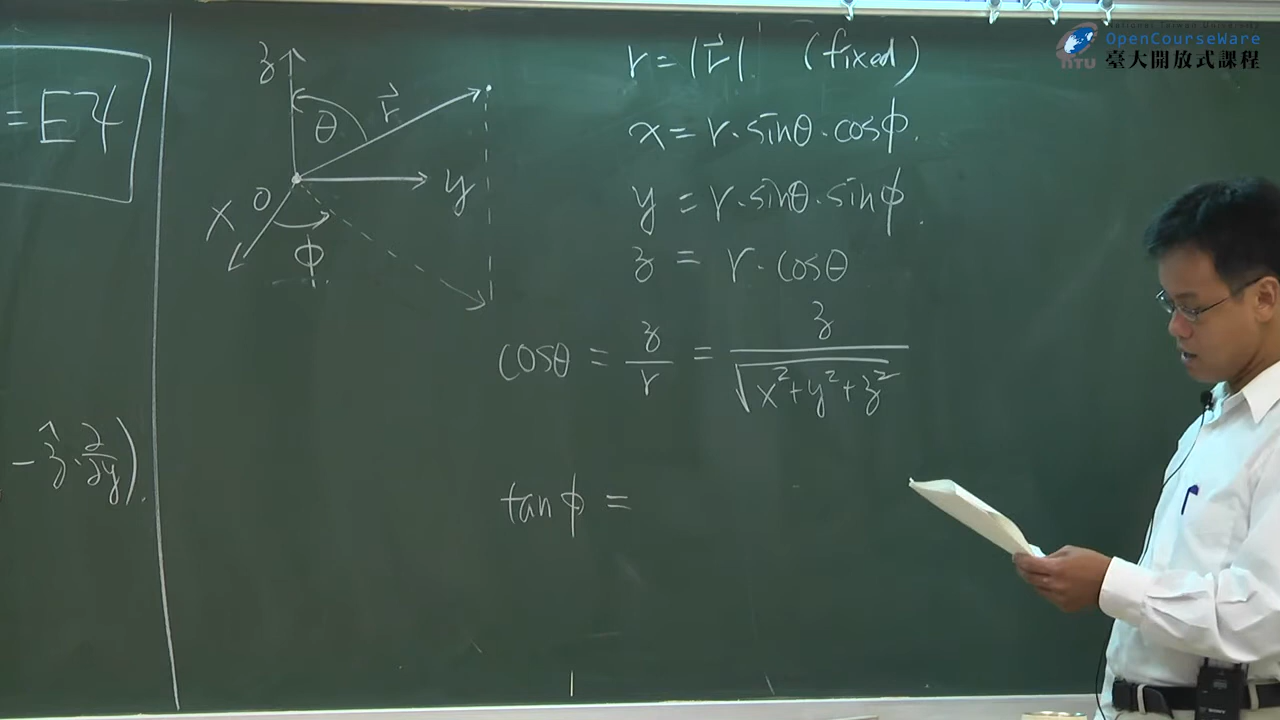 = Eψ
- ẑ·∂/∂y).
z
θ
r⃗
y
O
x
φ
r = |r⃗|. (fixed)
x = r·sinθ·cosφ.
y = r·sinθ·sinφ.
z = r·cosθ
cosθ = z/r = z/√(x²+y²+z²)
tanφ =
OpenCourseWare
NTU 臺大開放式課程